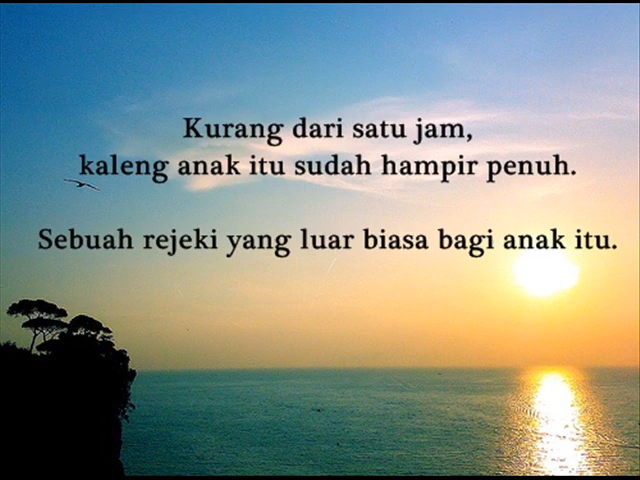 Kurang dari satu jam,
kaleng anak itu sudah hampir penuh.
Sebuah rejeki yang luar biasa bagi anak itu.